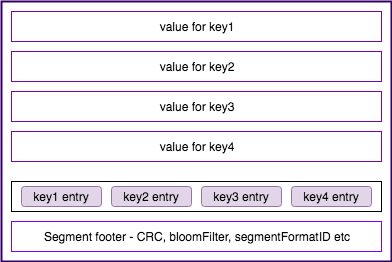 value for key1
value for key2
value for key3
value for key4
key1 entry key2 entry key3 entry key4 entry
Segment footer - CRC, bloomFilter, segmentFormatID etc